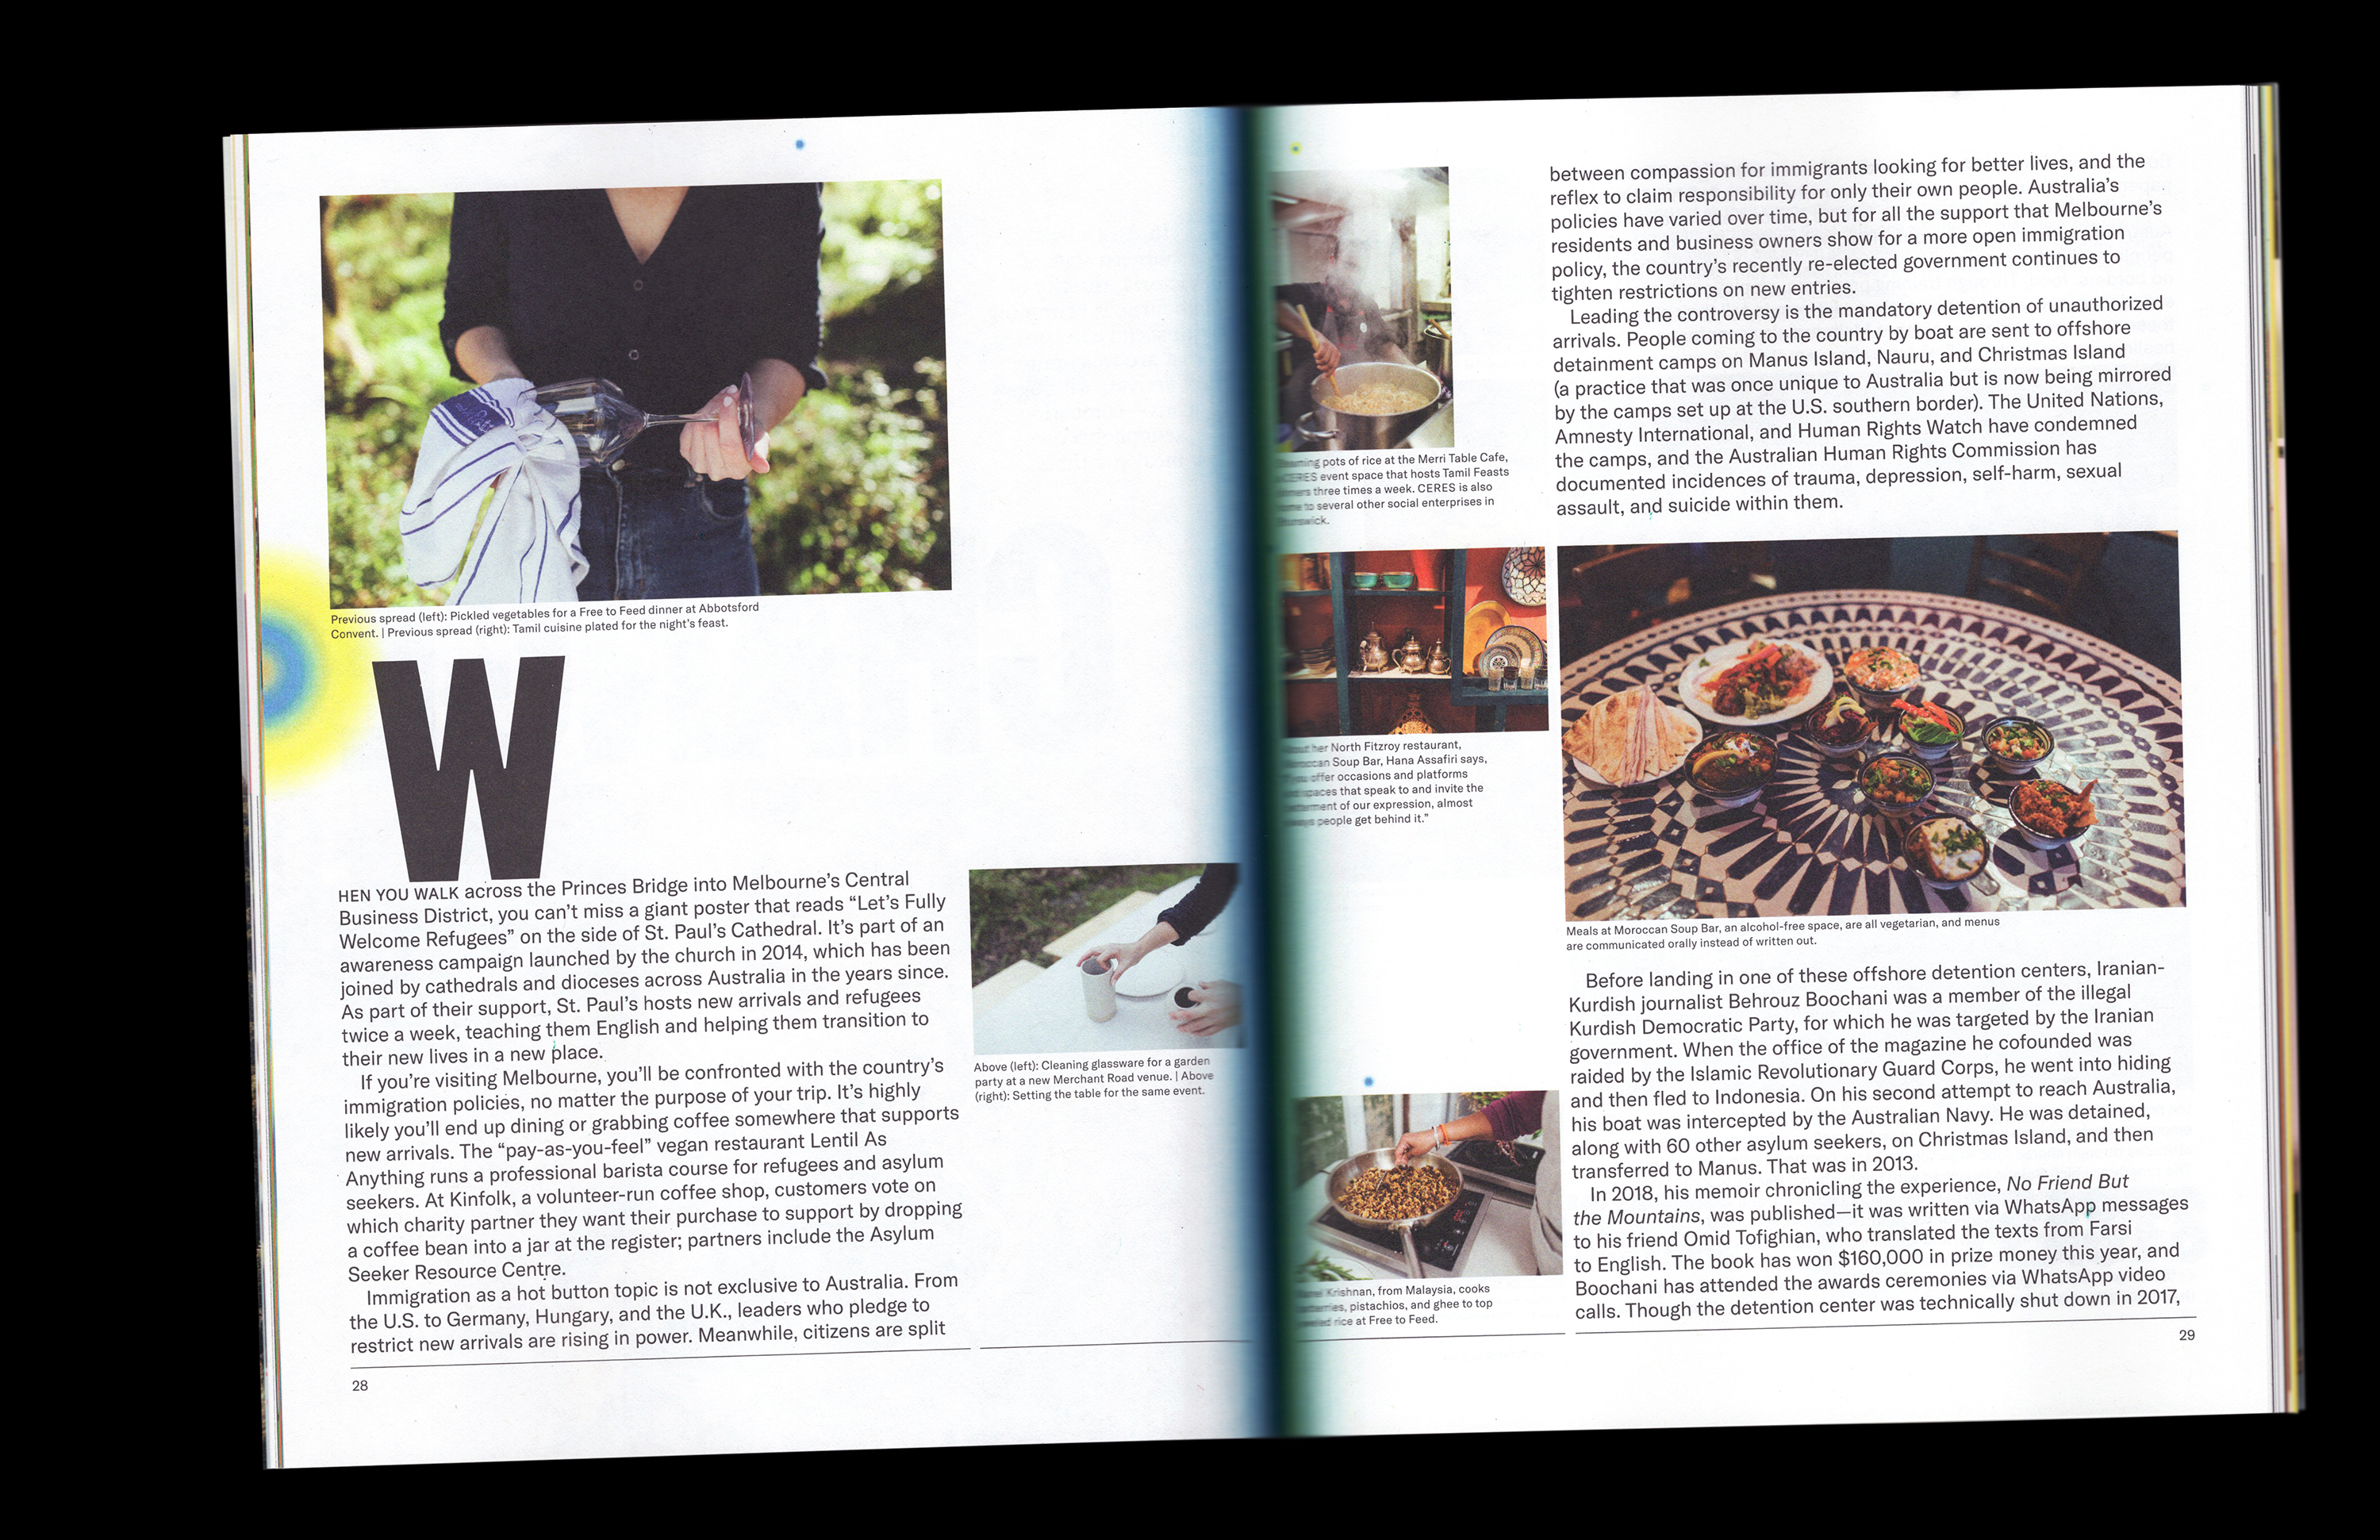 Previous spread (left): Pickled vegetables for a Free to Feed dinner at Abbotsford
Convent. | Previous spread (right): Tamil cuisine plated for the night's feast.
W
HEN YOU WALK across the Princes Bridge into Melbourne's Central
Business District, you can't miss a giant poster that reads “Let's Fully
Welcome Refugees” on the side of St. Paul's Cathedral. It's part of an
awareness campaign launched by the church in 2014, which has been
joined by cathedrals and dioceses across Australia in the years since.
As part of their support, St. Paul's hosts new arrivals and refugees
twice a week, teaching them English and helping them transition to
their new lives in a new place.
If you're visiting Melbourne, you'll be confronted with the country's
immigration policies, no matter the purpose of your trip. It's highly
likely you'll end up dining or grabbing coffee somewhere that supports
new arrivals. The “pay-as-you-feel” vegan restaurant Lentil As
Anything runs a professional barista course for refugees and asylum
seekers. At Kinfolk, a volunteer-run coffee shop, customers vote on
which charity partner they want their purchase to support by dropping
a coffee bean into a jar at the register; partners include the Asylum
Seeker Resource Centre.
Immigration as a hot button topic is not exclusive to Australia. From
the U.S. to Germany, Hungary, and the U.K., leaders who pledge to
restrict new arrivals are rising in power. Meanwhile, citizens are split
28
Above (left): Cleaning glassware for a garden
party at a new Merchant Road venue. | Above
(right): Setting the table for the same event.
pots of rice at the Merri Table Cafe,
CERES event space that hosts Tamil Feasts
three times a week. CERES is also
to several other social enterprises in
her North Fitzroy restaurant,
Soup Bar, Hana Assafiri says,
offer occasions and platforms
spaces that speak to and invite the
of our expression, almost
people get behind it.”
Krishnan, from Malaysia, cooks
pistachios, and ghee to top
rice at Free to Feed.
between compassion for immigrants looking for better lives, and the
reflex to claim responsibility for only their own people. Australia's
policies have varied over time, but for all the support that Melbourne's
residents and business owners show for a more open immigration
policy, the country's recently re-elected government continues to
tighten restrictions on new entries.
Leading the controversy is the mandatory detention of unauthorized
arrivals. People coming to the country by boat are sent to offshore
detainment camps on Manus Island, Nauru, and Christmas Island
(a practice that was once unique to Australia but is now being mirrored
by the camps set up at the U.S. southern border). The United Nations,
Amnesty International, and Human Rights Watch have condemned
the camps, and the Australian Human Rights Commission has
documented incidences of trauma, depression, self-harm, sexual
assault, and suicide within them.
Meals at Moroccan Soup Bar, an alcohol-free space, are all vegetarian, and menus
are communicated orally instead of written out.
Before landing in one of these offshore detention centers, Iranian-
Kurdish journalist Behrouz Boochani was a member of the illegal
Kurdish Democratic Party, for which he was targeted by the Iranian
government. When the office of the magazine he cofounded was
raided by the Islamic Revolutionary Guard Corps, he went into hiding
and then fled to Indonesia. On his second attempt to reach Australia,
his boat was intercepted by the Australian Navy. He was detained,
along with 60 other asylum seekers, on Christmas Island, and then
transferred to Manus. That was in 2013.
In 2018, his memoir chronicling the experience, No Friend But
the Mountains, was published—it was written via WhatsApp messages
to his friend Omid Tofighian, who translated the texts from Farsi
to English. The book has won $160,000 in prize money this year, and
Boochani has attended the awards ceremonies via WhatsApp video
calls. Though the detention center was technically shut down in 2017,
29